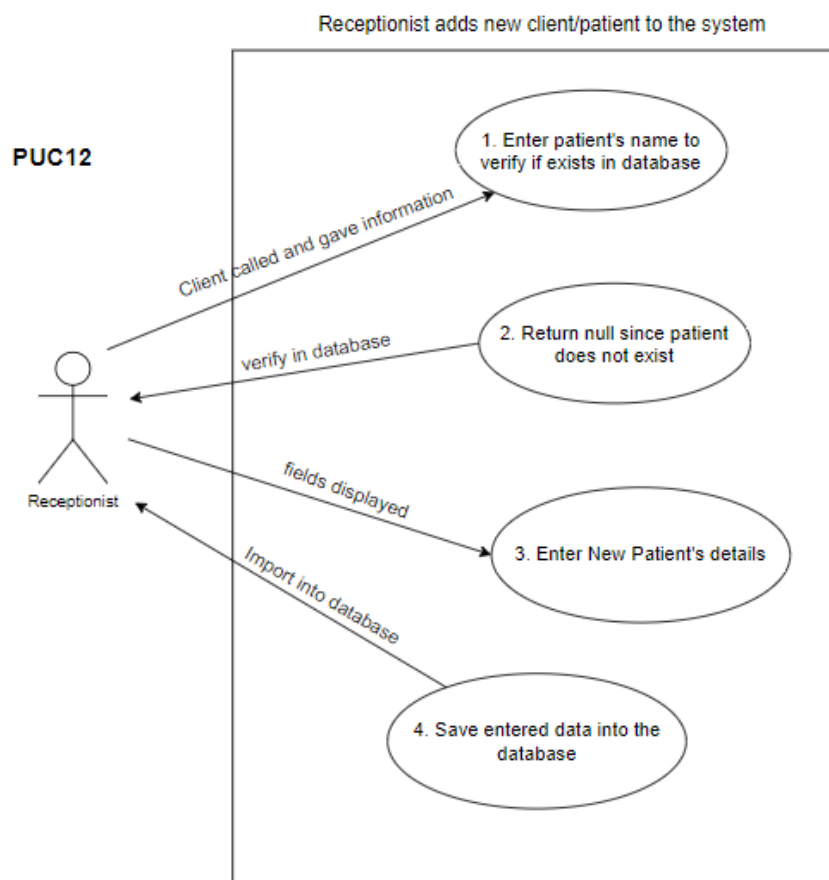 Receptionist adds new client/patient to the system
PUC12
1. Enter patient's name to
verify if exists in database
Client called and gave information
2. Return null since patient
does not exist
verify in database
Receptionist
fields displayed
3. Enter New Patient's details
Import into database
4. Save entered data into the
database